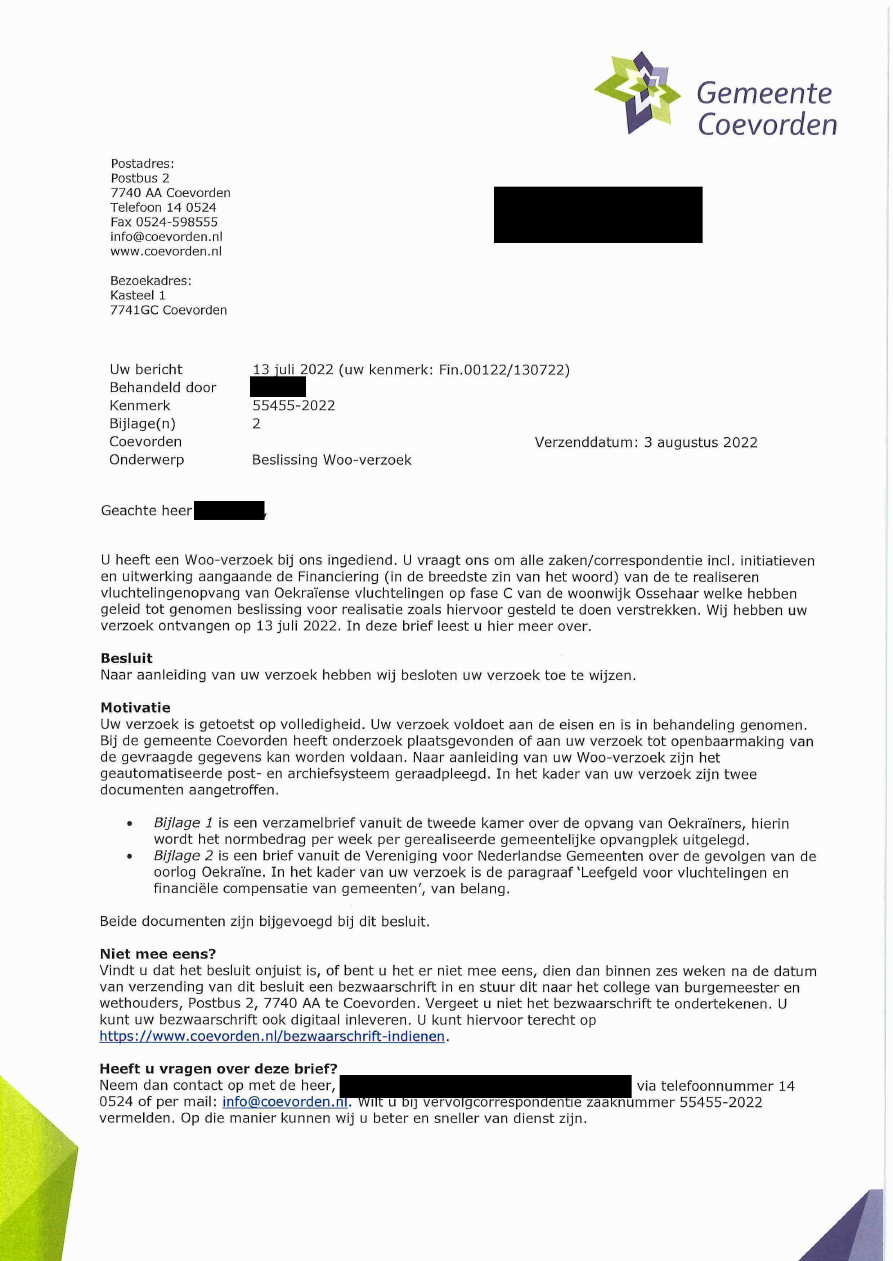 Gemeente
Coevorden
Postadres:
Postbus 2
7740 AA Coevorden
Telefoon 14 0524
Fax 0524-598555
info@coevorden.nl
www.coevorden.nl
Bezoekadres:
Kasteel 1
7741GC Coevorden
Uw bericht 13 juli 2022 (uw kenmerk: Fin.00122/130722)
Behandeld door
Kenmerk 55455-2022
Bijlage(n) 2
Coevorden Verzenddatum: 3 augustus 2022
Onderwerp Beslissing Woo-verzoek
Geachte heer ,
U heeft een Woo-verzoek bij ons ingediend. U vraagt ons om alle zaken/correspondentie incl. initiatieven
en uitwerking aangaande de Financiering (in de breedste zin van het woord) van de te realiseren
vluchtelingenopvang van Oekraïense vluchtelingen op fase C van de woonwijk Ossehaar welke hebben
geleid tot genomen beslissing voor realisatie zoals hiervoor gesteld te doen verstrekken. Wij hebben uw
verzoek ontvangen op 13 juli 2022. In deze brief leest u hier meer over.
Besluit
Naar aanleiding van uw verzoek hebben wij besloten uw verzoek toe te wijzen.
Motivatie
Uw verzoek is getoetst op volledigheid. Uw verzoek voldoet aan de eisen en is in behandeling genomen.
Bij de gemeente Coevorden heeft onderzoek plaatsgevonden of aan uw verzoek tot openbaarmaking van
de gevraagde gegevens kan worden voldaan. Naar aanleiding van uw Woo-verzoek zijn het
geautomatiseerde post- en archiefsysteem geraadpleegd. In het kader van uw verzoek zijn twee
documenten aangetroffen.
• Bijlage 1 is een verzamelbrief vanuit de tweede kamer over de opvang van Oekraïners, hierin
wordt het normbedrag per week per gerealiseerde gemeentelijke opvangplek uitgelegd.
• Bijlage 2 is een brief vanuit de Vereniging voor Nederlandse Gemeenten over de gevolgen van de
oorlog Oekraïne. In het kader van uw verzoek is de paragraaf 'Leefgeld voor vluchtelingen en
financiële compensatie van gemeenten', van belang.
Beide documenten zijn bijgevoegd bij dit besluit.
Niet mee eens?
Vindt u dat het besluit onjuist is, of bent u het er niet mee eens, dien dan binnen zes weken na de datum
van verzending van dit besluit een bezwaarschrift in en stuur dit naar het college van burgemeester en
wethouders, Postbus 2, 7740 AA te Coevorden. Vergeet u niet het bezwaarschrift te ondertekenen. U
kunt uw bezwaarschrift ook digitaal inleveren. U kunt hiervoor terecht op
https://www.coevorden.nl/bezwaarschrift-indienen.
Heeft u vragen over deze brief?
Neem dan contact op met de heer, via telefoonnummer 14
0524 of per mail: info@coevorden.nl. Wilt u bij vervolgcorrespondentie zaaknummer 55455-2022
vermelden. Op die manier kunnen wij u beter en sneller van dienst zijn.